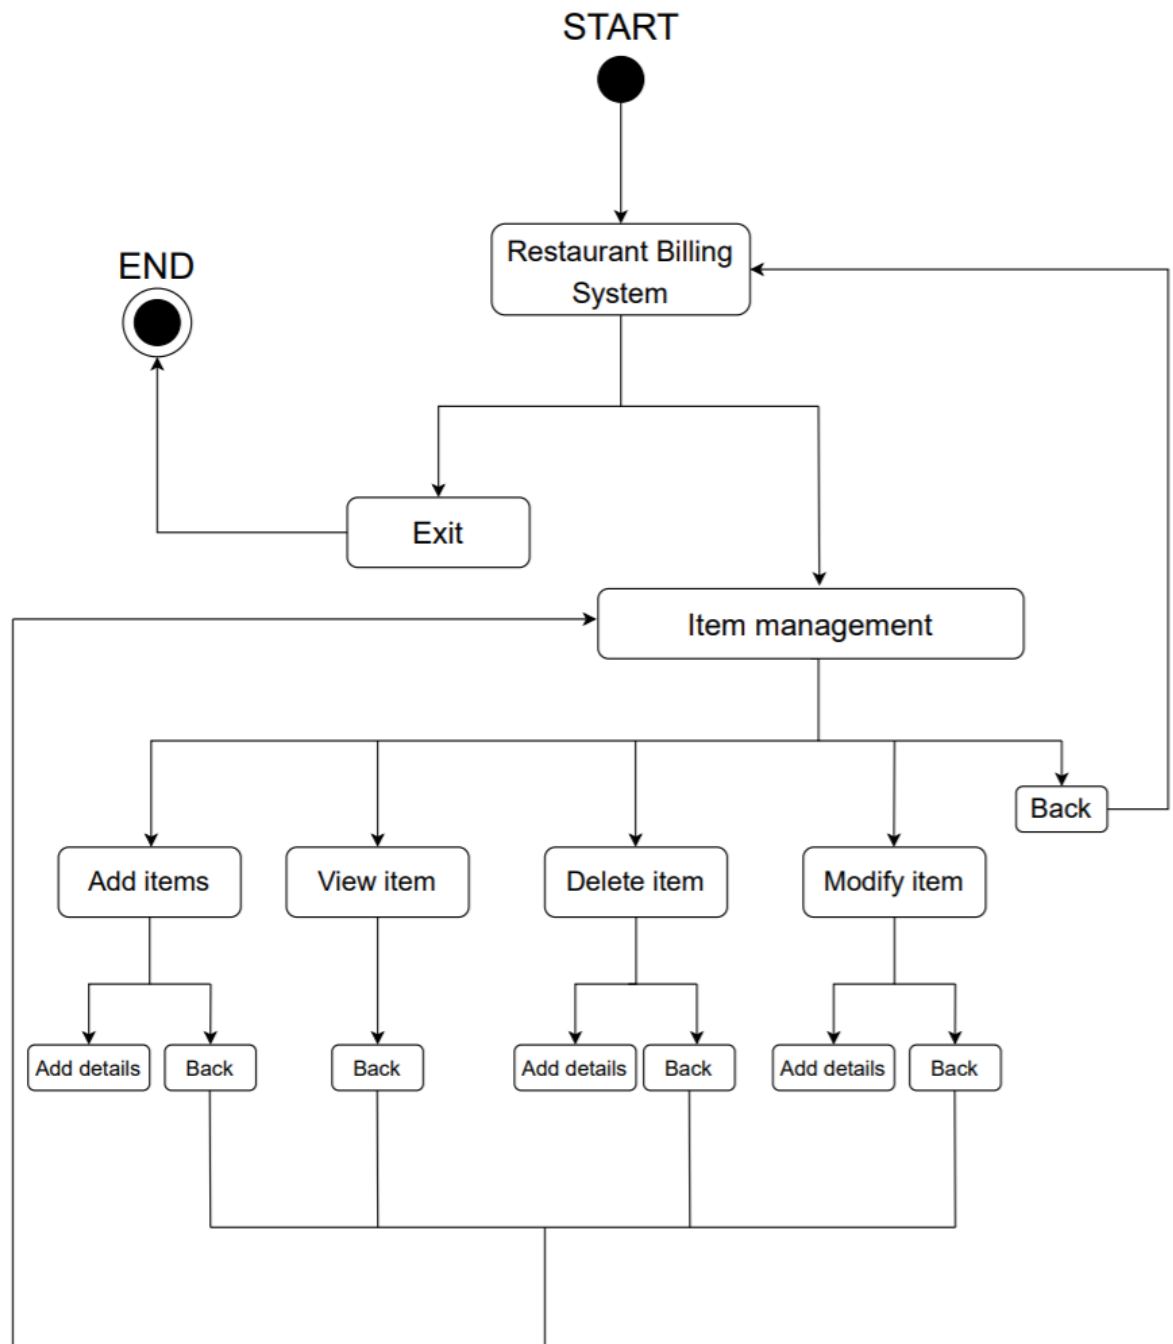 START
Restaurant Billing
System
END
Exit
Item management
Back
Add items
View item
Delete item
Modify item
Add details
Back
Back
Add details
Back
Add details
Back